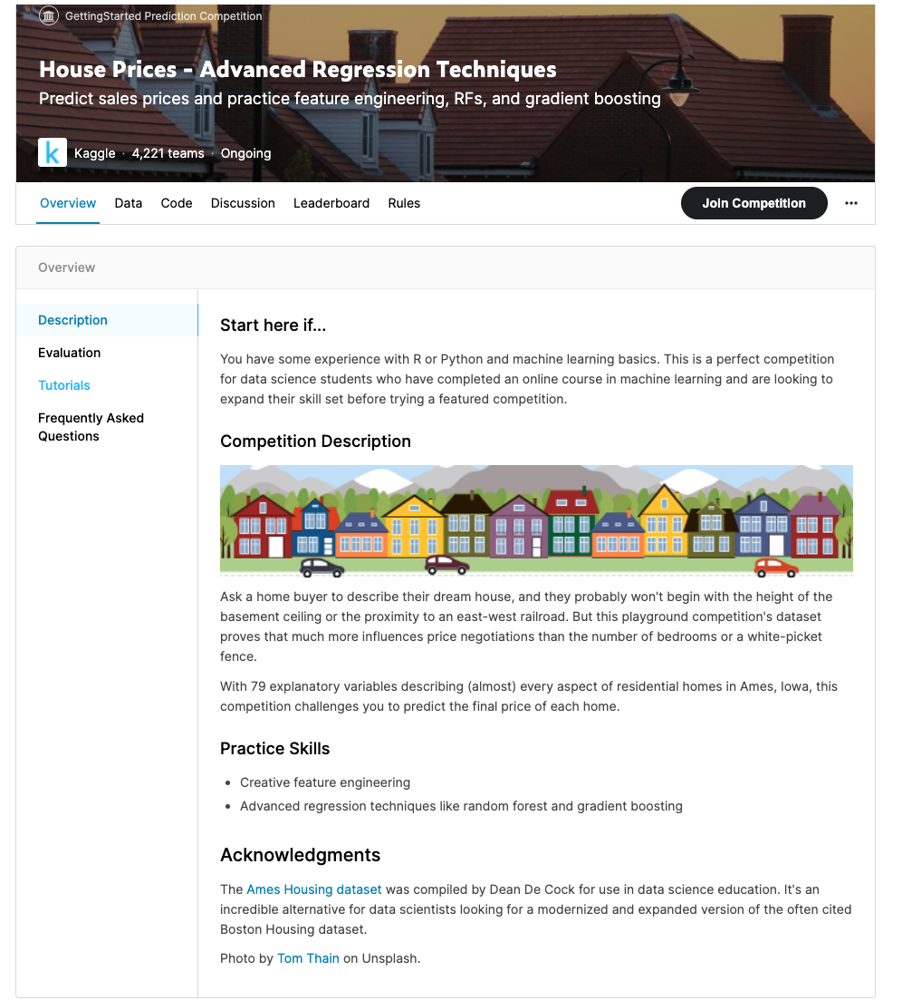 GettingStarted Prediction Competition
House Prices - Advanced Regression Techniques
Predict sales prices and practice feature engineering, RFs, and gradient boosting
k Kaggle · 4,221 teams · Ongoing
Overview Data Code Discussion Leaderboard Rules Join Competition ...
Overview
Description
Evaluation
Tutorials
Frequently Asked
Questions
Start here if...
You have some experience with R or Python and machine learning basics. This is a perfect competition
for data science students who have completed an online course in machine learning and are looking to
expand their skill set before trying a featured competition.
Competition Description
Ask a home buyer to describe their dream house, and they probably won't begin with the height of the
basement ceiling or the proximity to an east-west railroad. But this playground competition's dataset
proves that much more influences price negotiations than the number of bedrooms or a white-picket
fence.
With 79 explanatory variables describing (almost) every aspect of residential homes in Ames, Iowa, this
competition challenges you to predict the final price of each home.
Practice Skills
• Creative feature engineering
• Advanced regression techniques like random forest and gradient boosting
Acknowledgments
The Ames Housing dataset was compiled by Dean De Cock for use in data science education. It's an
incredible alternative for data scientists looking for a modernized and expanded version of the often cited
Boston Housing dataset.
Photo by Tom Thain on Unsplash.